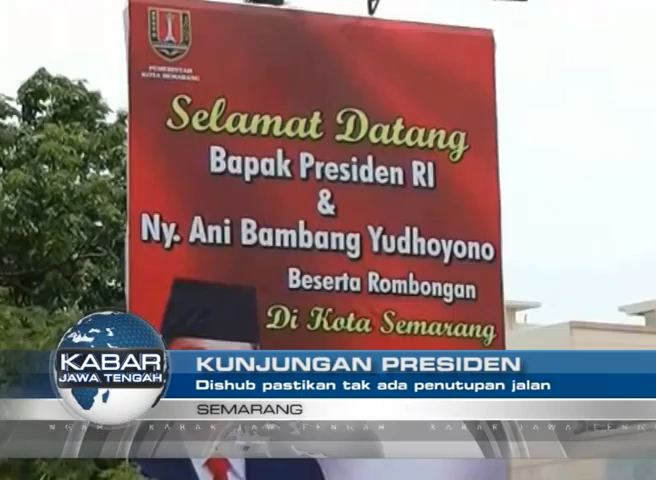 PEMERINTAH
KOTA SEMARANG
Selamat Datang
Bapak Presiden RI
&
Ny. Ani Bambang Yudhoyono
Beserta Rombongan
Di Kota Semarang
KABAR
JAWA TENGAH
KUNJUNGAN PRESIDEN
Dishub pastikan tak ada penutupan jalan
SEMARANG